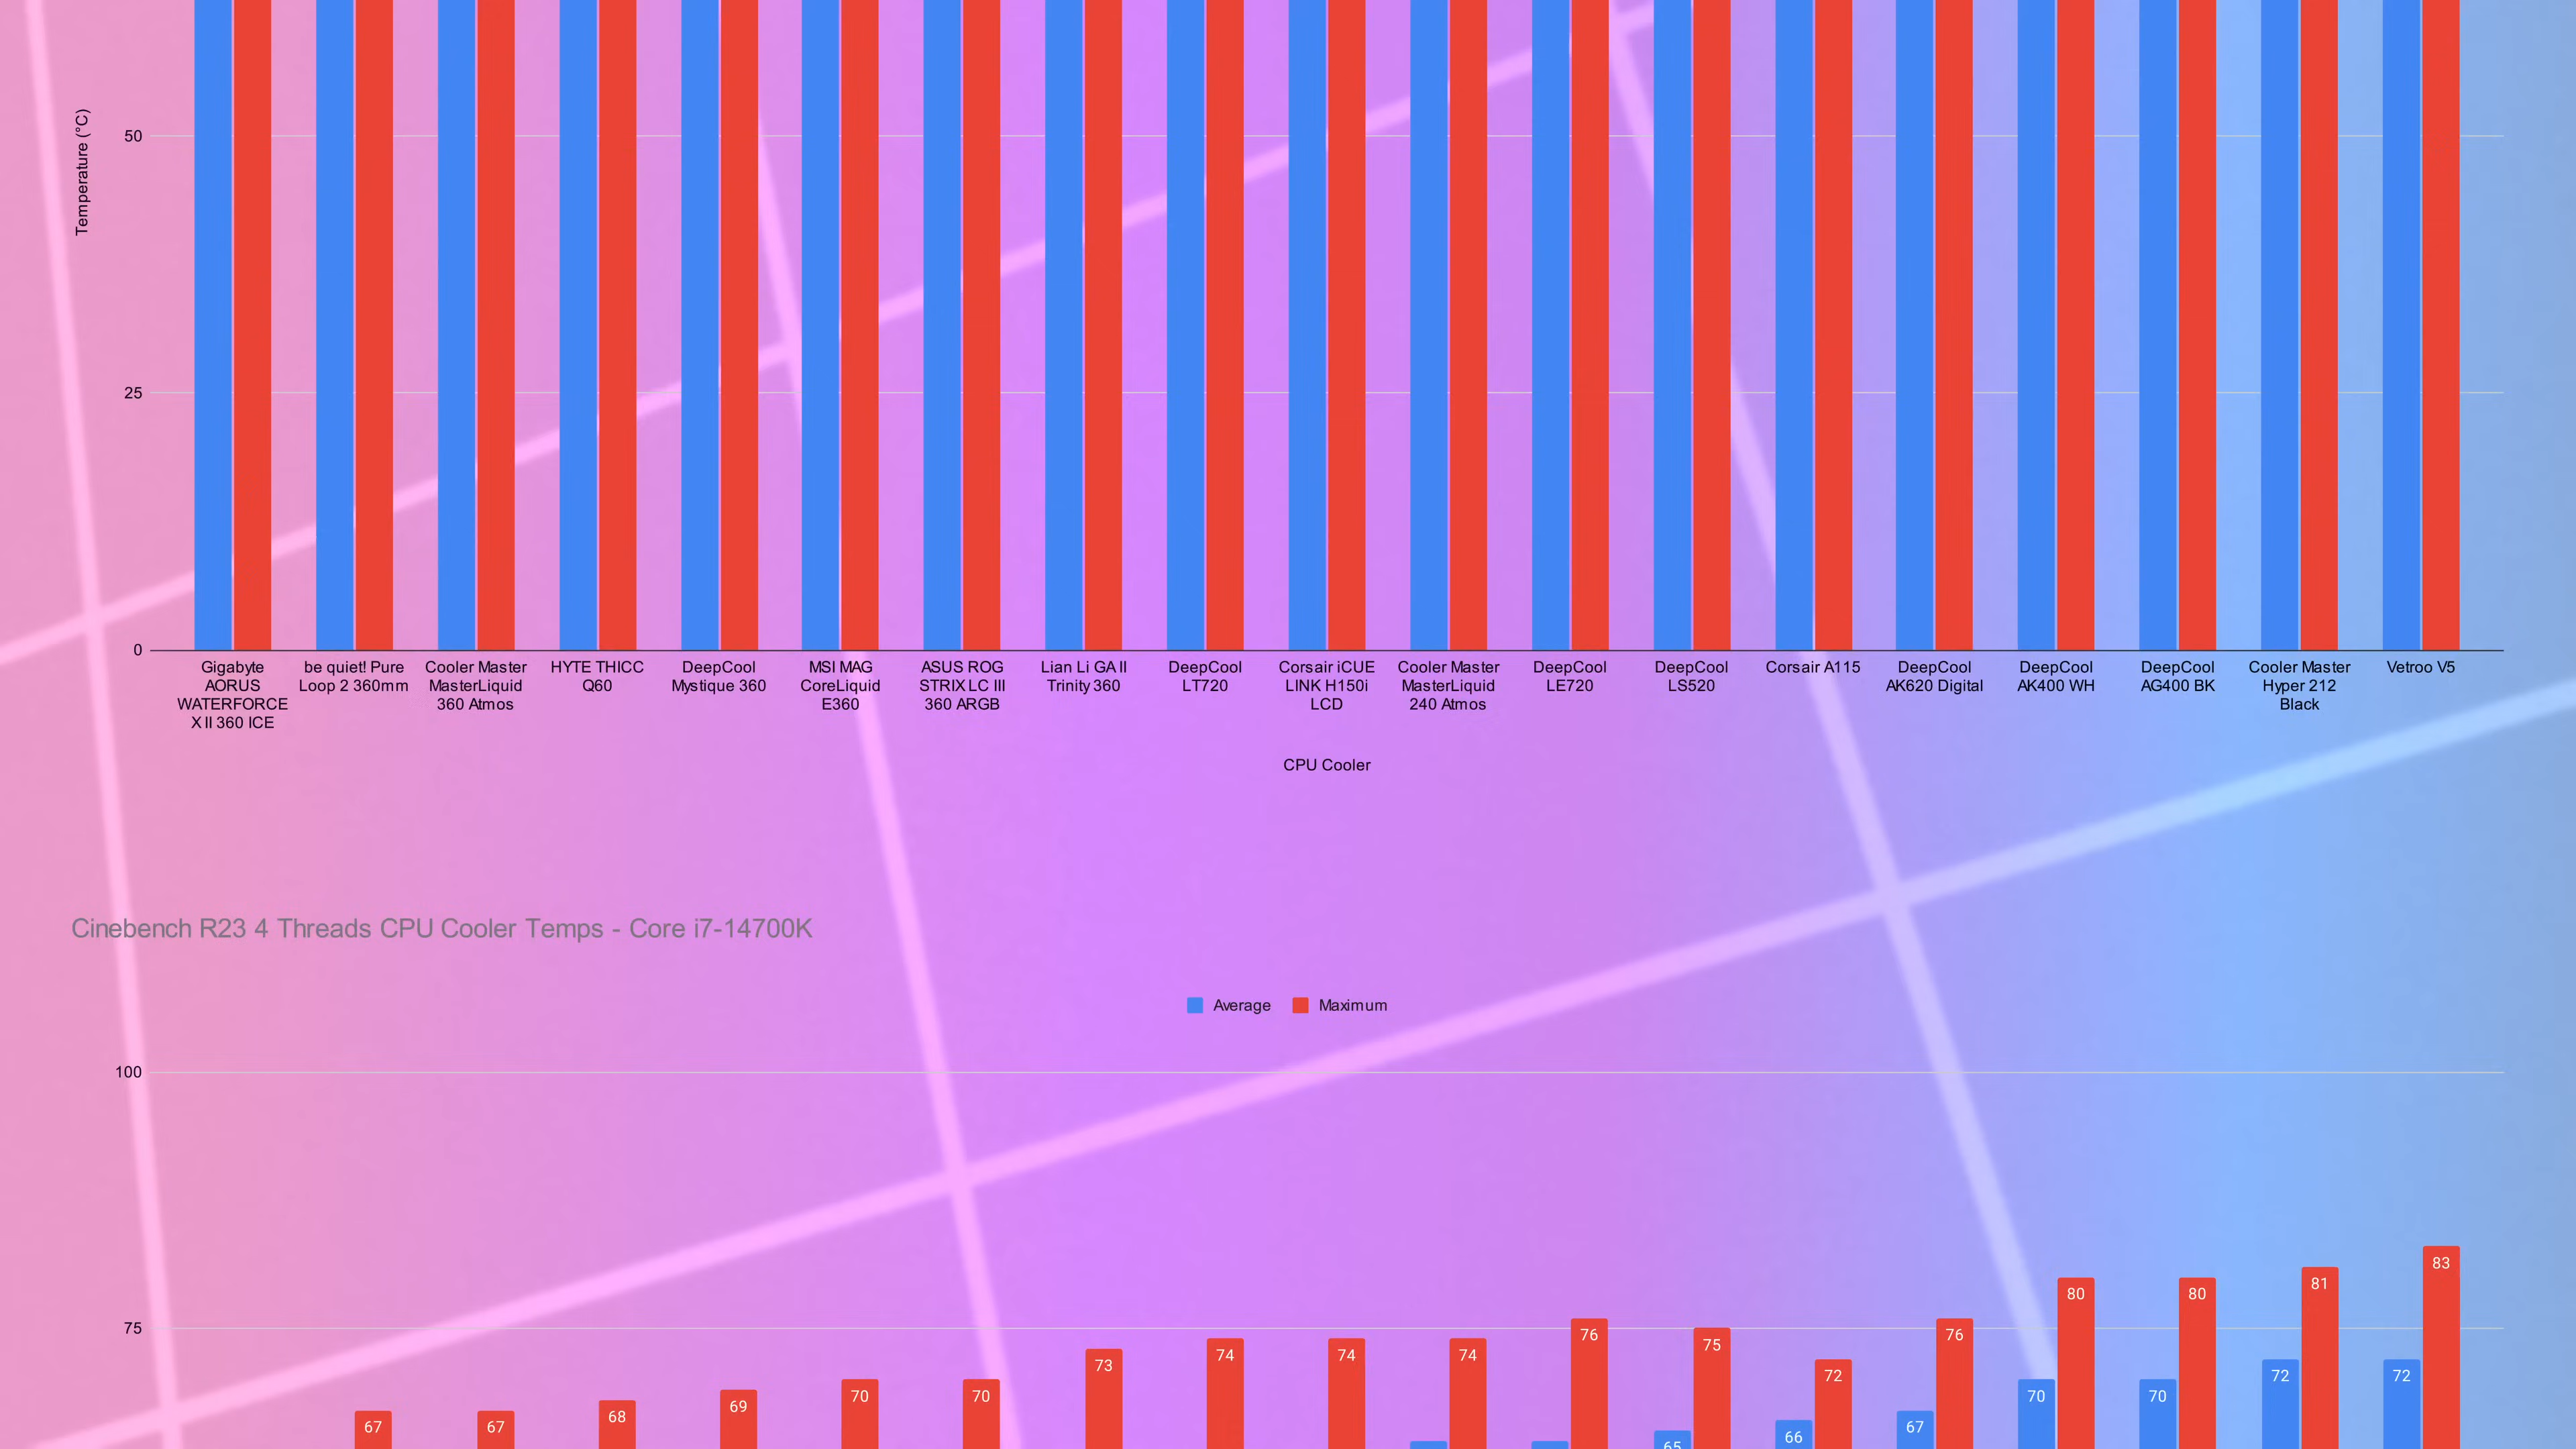 Temperature (°C)
50
25
0
Gigabyte
AORUS
WATERFORCE
X II 360 ICE
be quiet! Pure
Loop 2 360mm
Cooler Master
MasterLiquid
360 Atmos
HYTE THICC
Q60
DeepCool
Mystique 360
MSI MAG
CoreLiquid
E360
ASUS ROG
STRIX LC III
360 ARGB
Lian Li GA II
Trinity 360
DeepCool
LT720
Corsair iCUE
LINK H150i
LCD
Cooler Master
MasterLiquid
240 Atmos
DeepCool
LE720
DeepCool
LS520
Corsair A115
DeepCool
AK620 Digital
DeepCool
AK400 WH
DeepCool
AG400 BK
Cooler Master
Hyper 212
Black
Vetroo V5
CPU Cooler
Cinebench R23 4 Threads CPU Cooler Temps - Core i7-14700K
Average
Maximum
100
75
67
67
68
69
70
70
73
74
74
74
76
65
75
66
72
67
76
70
80
70
80
72
81
72
83